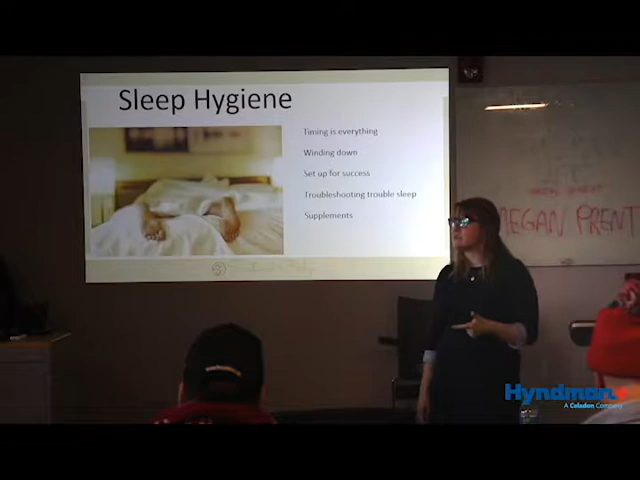 Sleep Hygiene
Timing is everything
Winding down
Set up for success
Troubleshooting trouble sleep
Supplements
MEGAN PRENT
Hyndman
A Celadon Company